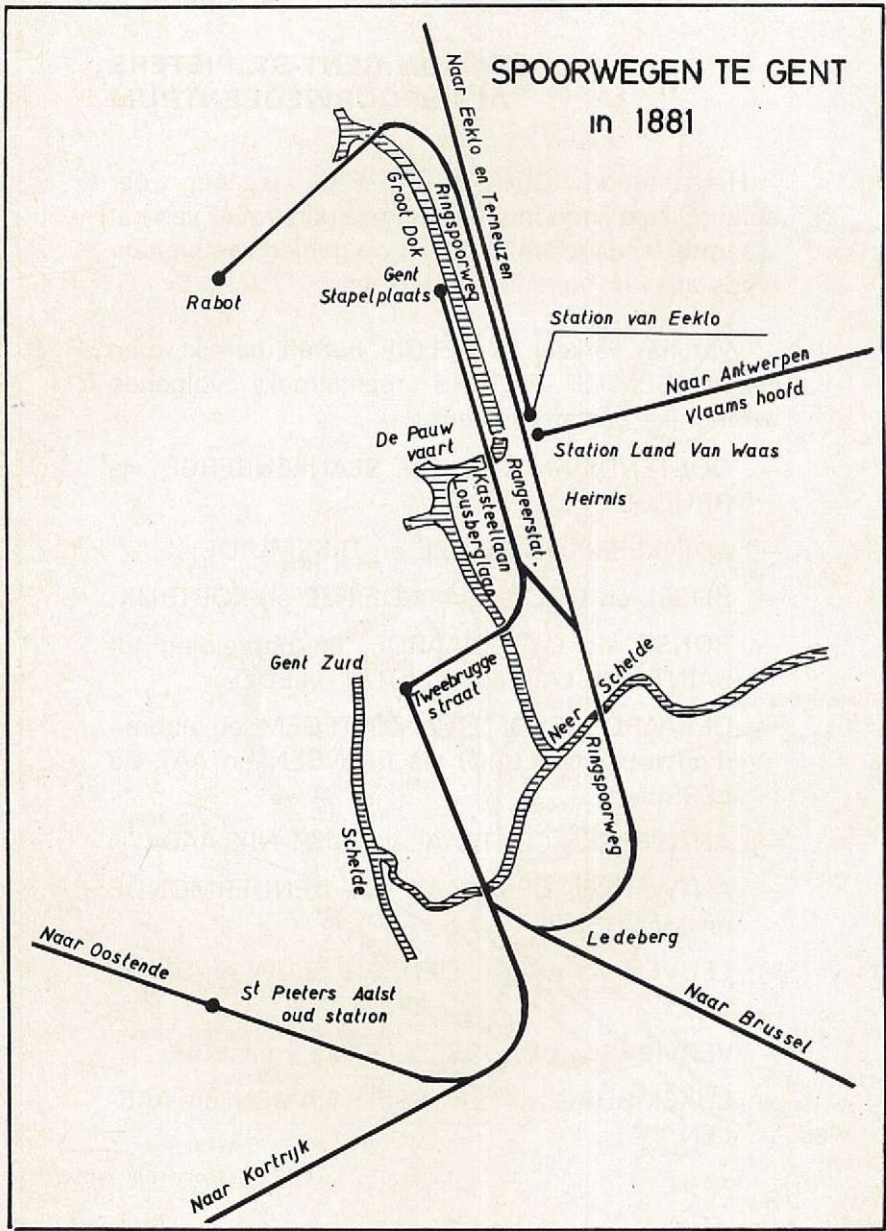 SPOORWEGEN TE GENT
in 1881
Naar Eeklo en Terneuzen
Ringspoorweg
Groot Dok
Gent
Stapelplaats
Rabot
Station van Eeklo
Naar Antwerpen
Vlaams hoofd
Station Land Van Waas
De Pauw
vaart
Heirnis
Rangeerstat.
Kasteellaan
Lousberglaan
Gent Zurd
Tweebrugge
straat
Neer Schelde
Ringspoorweg
Schelde
Ledeberg
Naar Oostende
St Pieters Aalst
oud station
Naar Brussel
Naar Kortrijk